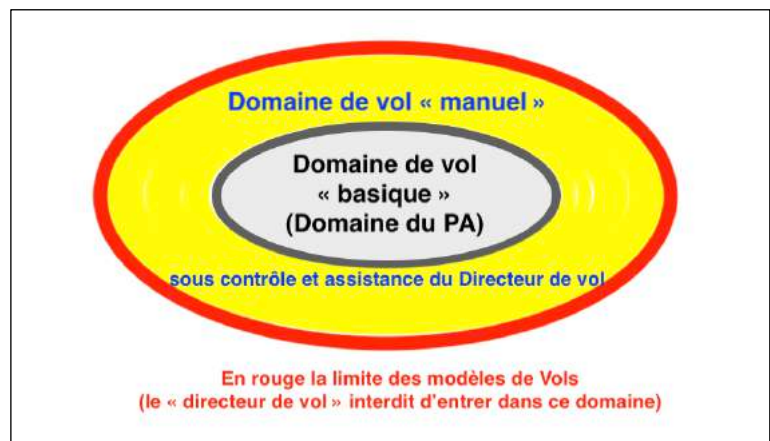 Domaine de vol « manuel »
Domaine de vol
« basique »
(Domaine du PA)
sous contrôle et assistance du Directeur de vol
En rouge la limite des modèles de Vols
(le « directeur de vol » interdit d'entrer dans ce domaine)